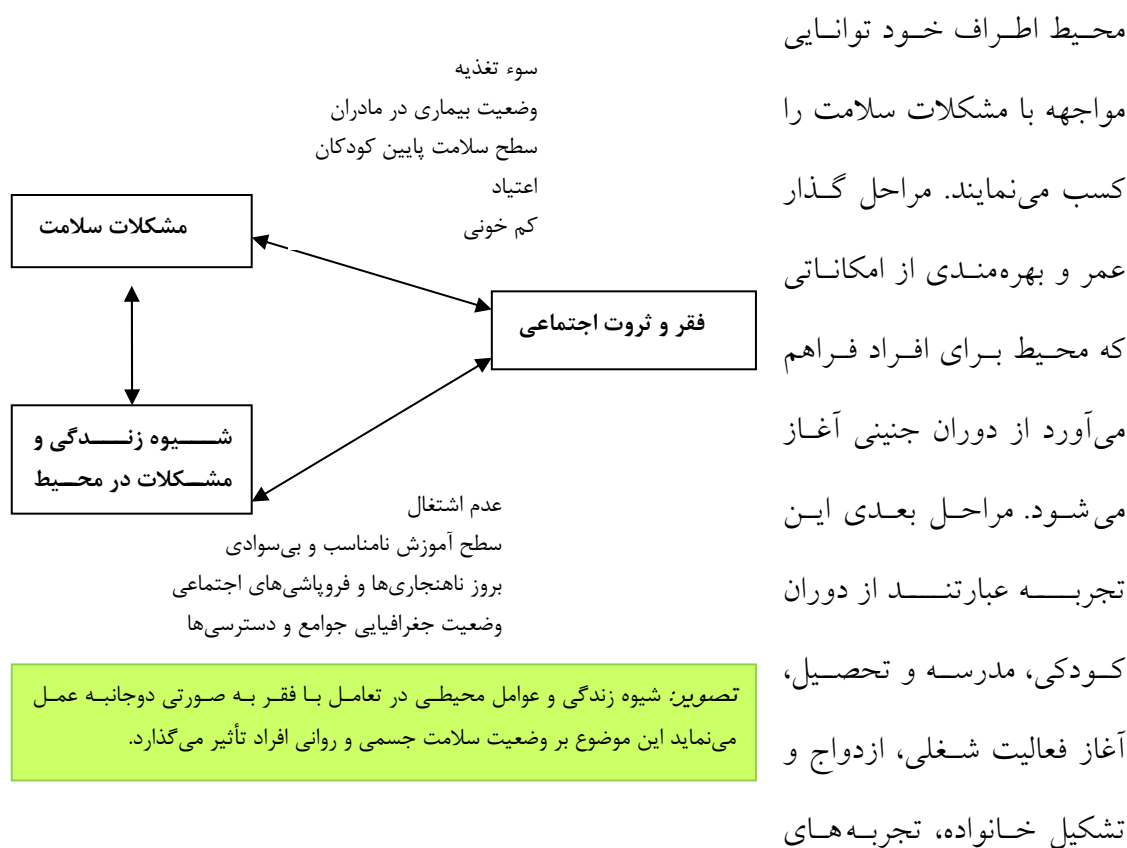 محیط اطراف خود توانایی
مواجهه با مشکلات سلامت را
کسب می‌نمایند. مراحل گذار
عمر و بهره‌مندی از امکاناتی
که محیط برای افراد فراهم
می‌آورد از دوران جنینی آغاز
می‌شود. مراحل بعدی این
تجربه عبارتند از دوران
کودکی، مدرسه و تحصیل،
آغاز فعالیت شغلی، ازدواج و
تشکیل خانواده، تجربه‌های
سوء تغذیه
وضعیت بیماری در مادران
سطح سلامت پایین کودکان
اعتیاد
کم خونی
مشکلات سلامت
فقر و ثروت اجتماعی
شیوه زندگی و
مشکلات در محیط
عدم اشتغال
سطح آموزش نامناسب و بی‌سوادی
بروز ناهنجاری‌ها و فروپاشی‌های اجتماعی
وضعیت جغرافیایی جوامع و دسترسی‌ها
تصویر: شیوه زندگی و عوامل محیطی در تعامل با فقر به صورتی دوجانبه عمل
می‌نماید این موضوع بر وضعیت سلامت جسمی و روانی افراد تأثیر می‌گذارد.